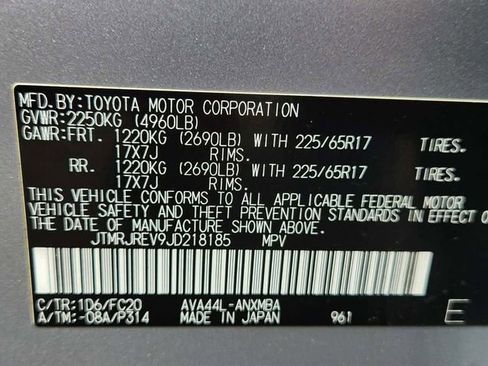 MFD.BY:TOYOTA MOTOR CORPORATION
GVWR:2250KG (4960LB)
GAWR:FRT. 1220KG (2690LB) WITH 225/65R17 TIRES.
17X7J RIMS.
RR. 1220KG (2690LB) WITH 225/65R17 TIRES.
17X7J RIMS.
THIS VEHICLE CONFORMS TO ALL APPLICABLE FEDERAL MOTOR
VEHICLE SAFETY AND THEFT PREVENTION STANDARDS IN EFFECT O
THE DATE OF MANUFACTURE SHOWN ABOVE.
JTMRJREV9JD218185 MPV
C/TR:1D6/FC20 AVA44L-ANXMBA
A/TM:-08A/P314 MADE IN JAPAN 961 E